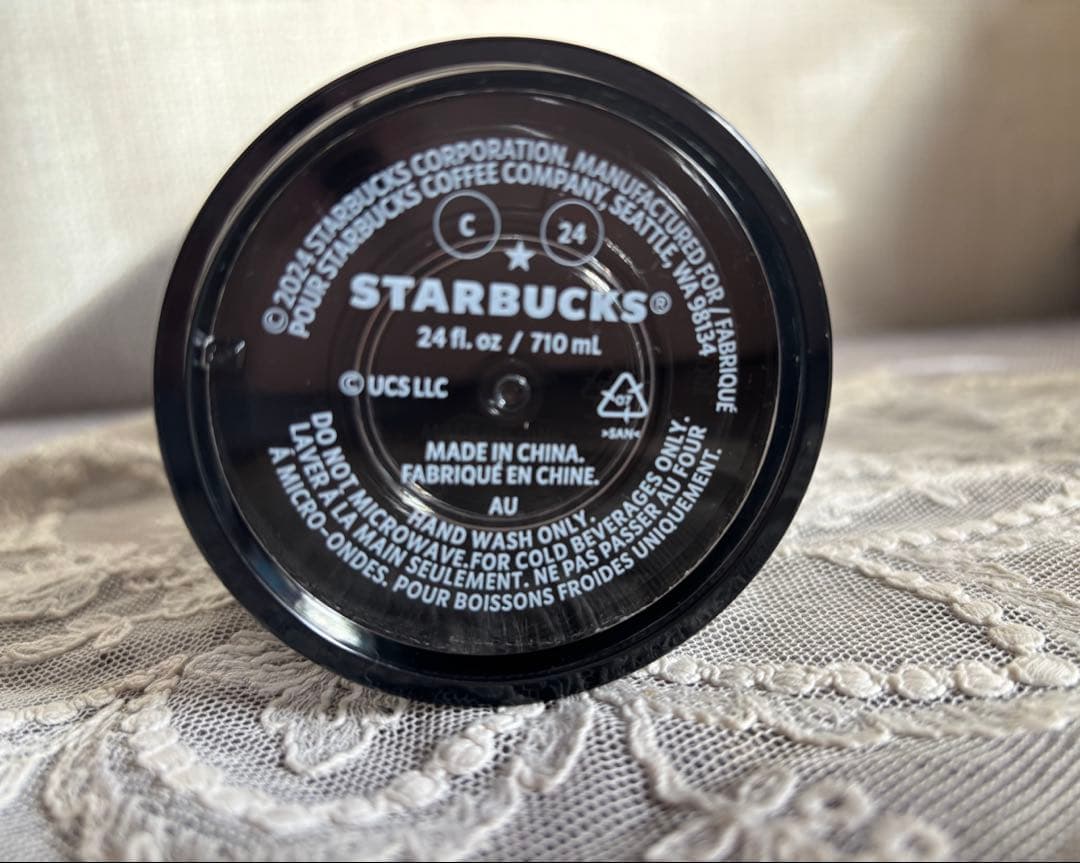 © 2024 STARBUCKS CORPORATION. MANUFACTURED FOR / FABRIQUÉ
POUR STARBUCKS COFFEE COMPANY, SEATTLE, WA 98134
C 24
STARBUCKS®
24 fl. oz / 710 mL
© UCS LLC
07
>SAN<
MADE IN CHINA.
FABRIQUÉ EN CHINE.
AU
HAND WASH ONLY.
DO NOT MICROWAVE.FOR COLD BEVERAGES ONLY.
LAVER À LA MAIN SEULEMENT. NE PAS PASSER AU FOUR
À MICRO-ONDES. POUR BOISSONS FROIDES UNIQUEMENT.